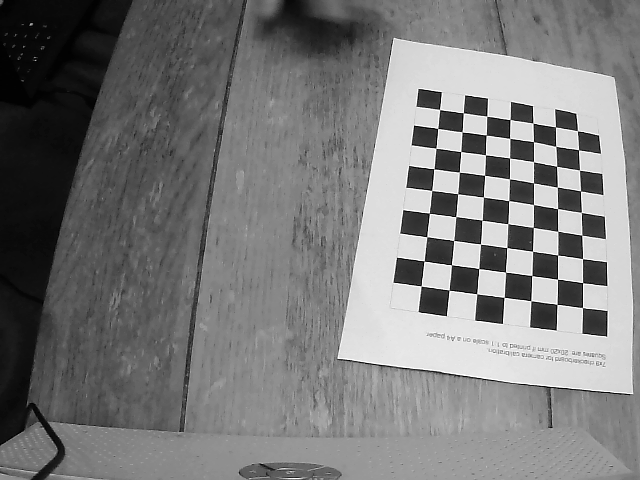 7x9 checkerboard for camera calibration.
Squares are: 20x20 mm if printed to 1:1 scale on a A4 paper.